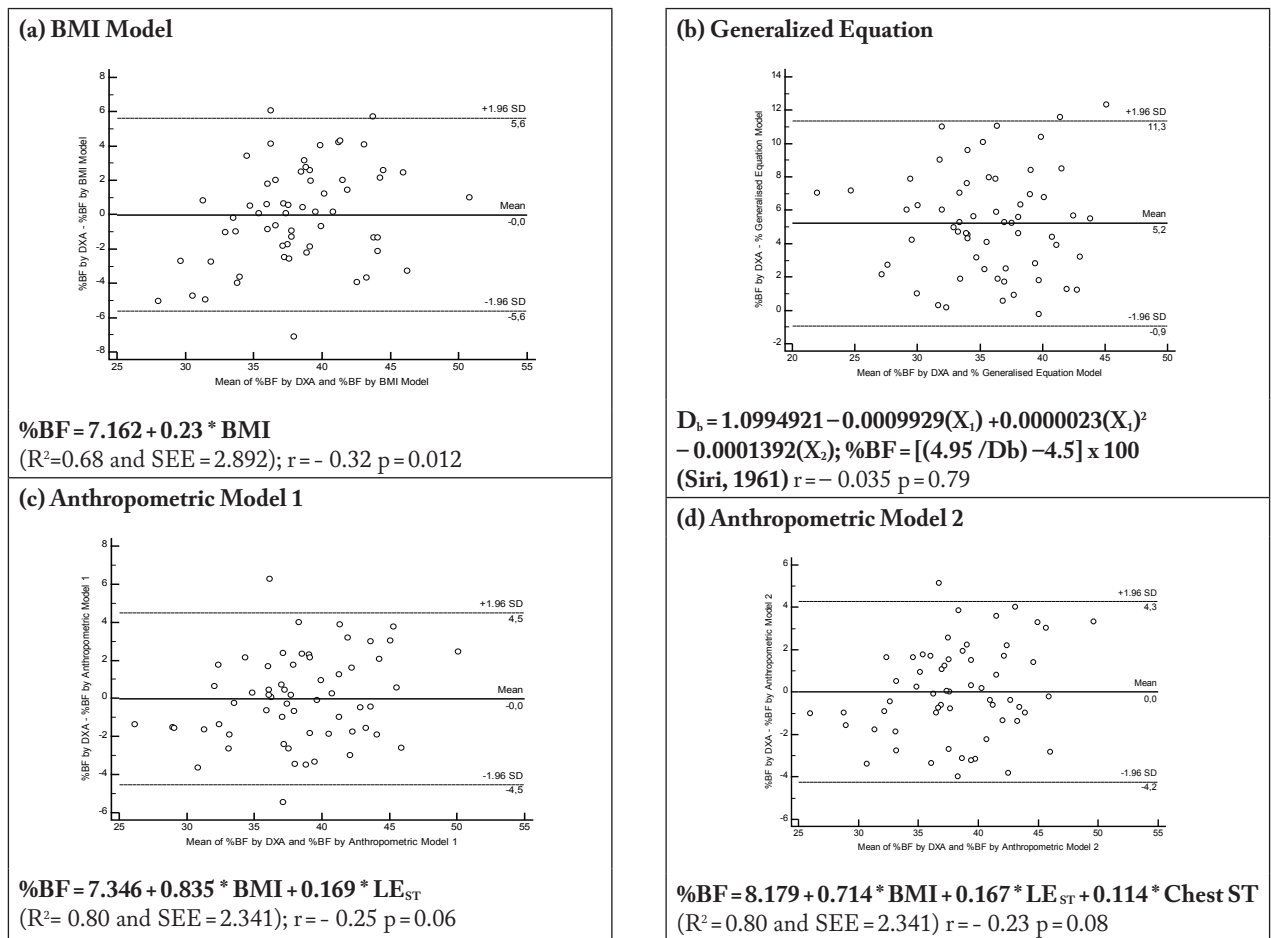 (a) BMI Model
8
6
4
2
0
-2
-4
-6
-8
%BF by DXA - %BF by BMI Model
+1.96 SD
5,6
Mean
-0,0
-1.96 SD
-5,6
25 30 35 40 45 50 55
Mean of %BF by DXA and %BF by BMI Model
%BF = 7.162 + 0.23 * BMI
(R²=0.68 and SEE = 2.892); r = - 0.32 p = 0.012
(b) Generalized Equation
14
12
10
8
6
4
2
0
-2
%BF by DXA - % Generalised Equation Model
+1.96 SD
11,3
Mean
5,2
-1.96 SD
-0,9
20 25 30 35 40 45 50
Mean of %BF by DXA and % Generalised Equation Model
D_b = 1.0994921 − 0.0009929(X₁) + 0.0000023(X₁)²
− 0.0001392(X₂); %BF = [(4.95 /Db) − 4.5] x 100
(Siri, 1961) r = − 0.035 p = 0.79
(c) Anthropometric Model 1
8
6
4
2
0
-2
-4
-6
%BF by DXA - %BF by Anthropometric Model 1
+1.96 SD
4,5
Mean
-0,0
-1.96 SD
-4,5
25 30 35 40 45 50 55
Mean of %BF by DXA and %BF by Anthropometric Model 1
%BF = 7.346 + 0.835 * BMI + 0.169 * LE_ST
(R²= 0.80 and SEE = 2.341); r = - 0.25 p = 0.06
(d) Anthropometric Model 2
6
4
2
0
-2
-4
-6
%BF by DXA - %BF by Anthropometric Model 2
+1.96 SD
4,3
Mean
0,0
-1.96 SD
-4,2
25 30 35 40 45 50 55
Mean of %BF by DXA and %BF by Anthropometric Model 2
%BF = 8.179 + 0.714 * BMI + 0.167 * LE_ST + 0.114 * Chest ST
(R²= 0.80 and SEE = 2.341) r = - 0.23 p = 0.08